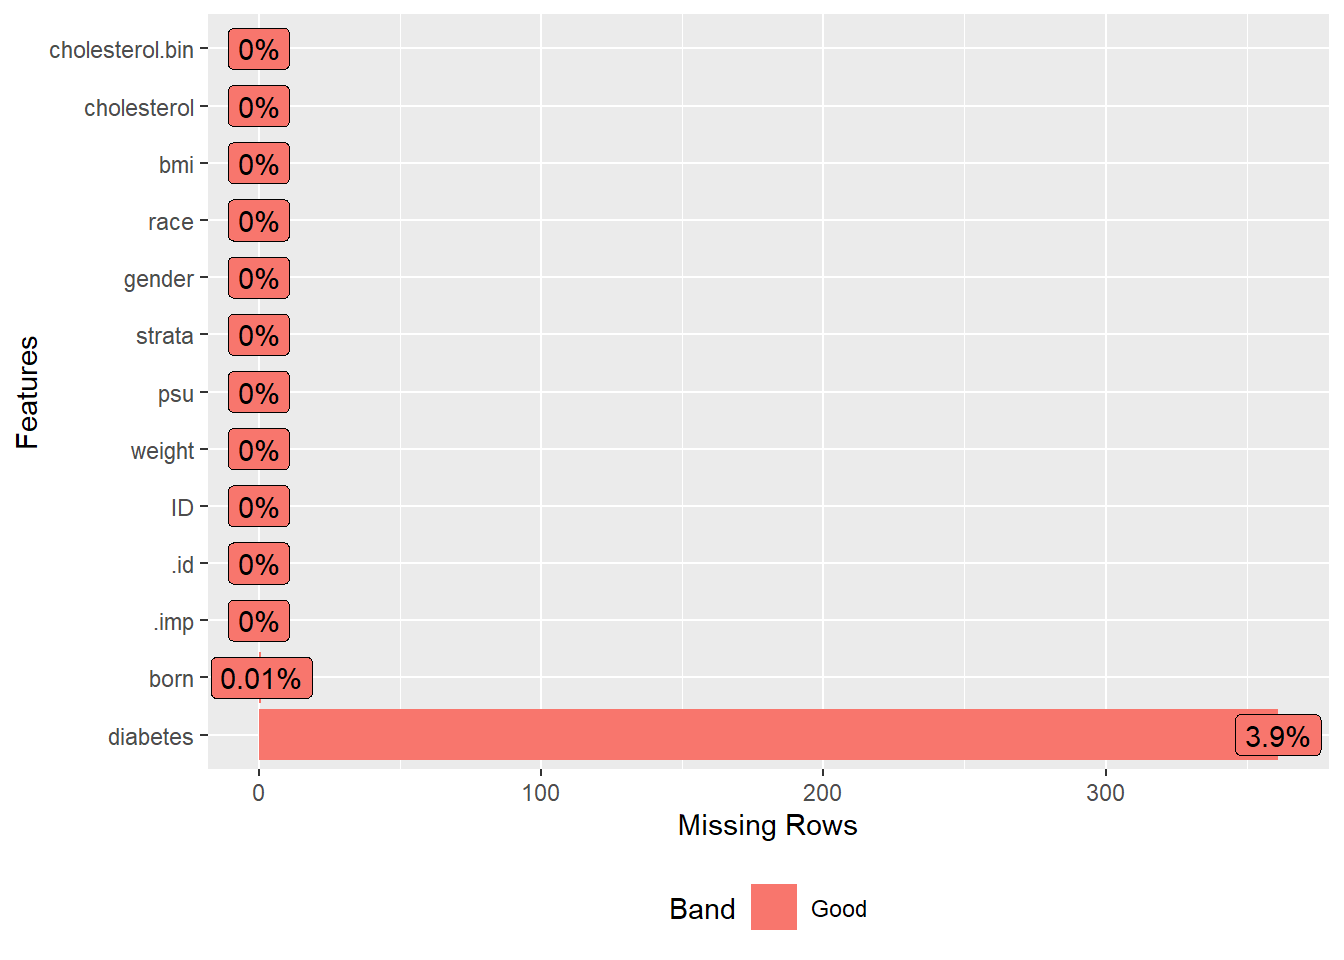 cholesterol.bin 0%
cholesterol 0%
bmi 0%
race 0%
gender 0%
strata 0%
psu 0%
weight 0%
ID 0%
.id 0%
.imp 0%
born 0.01%
diabetes 3.9%
Features
0 100 200 300
Missing Rows
Band Good